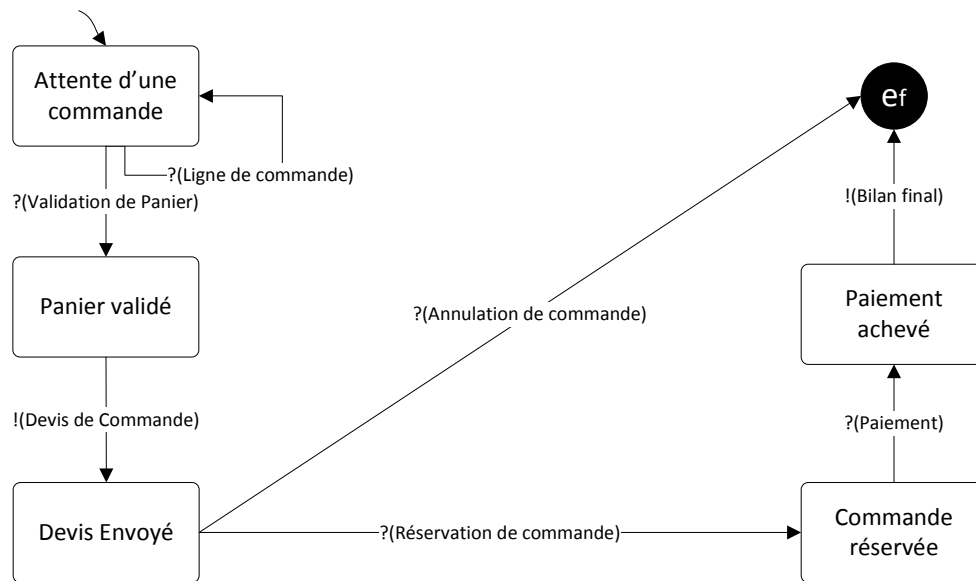 Attente d'une
commande
ef
?(Ligne de commande)
?(Validation de Panier)
!(Bilan final)
Panier validé
Paiement
achevé
?(Annulation de commande)
!(Devis de Commande)
?(Paiement)
Devis Envoyé
?(Réservation de commande)
Commande
réservée